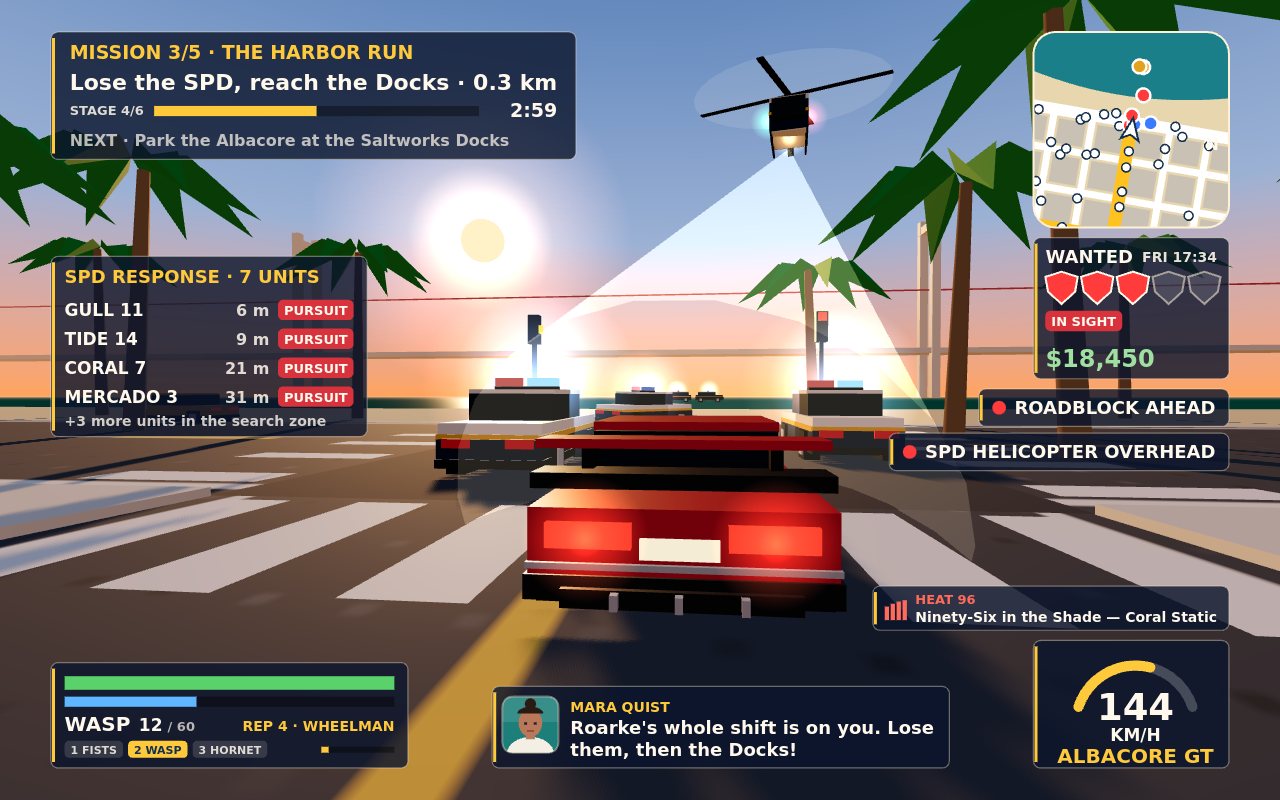 MISSION 3/5 · THE HARBOR RUN
Lose the SPD, reach the Docks · 0.3 km
STAGE 4/6 2:59
NEXT · Park the Albacore at the Saltworks Docks
SPD RESPONSE · 7 UNITS
GULL 11 6 m PURSUIT
TIDE 14 9 m PURSUIT
CORAL 7 21 m PURSUIT
MERCADO 3 31 m PURSUIT
+3 more units in the search zone
WANTED FRI 17:34
IN SIGHT
$18,450
ROADBLOCK AHEAD
SPD HELICOPTER OVERHEAD
HEAT 96
Ninety-Six in the Shade — Coral Static
WASP 12 / 60 REP 4 · WHEELMAN
1 FISTS 2 WASP 3 HORNET
MARA QUIST
Roarke's whole shift is on you. Lose
them, then the Docks!
144
KM/H
ALBACORE GT